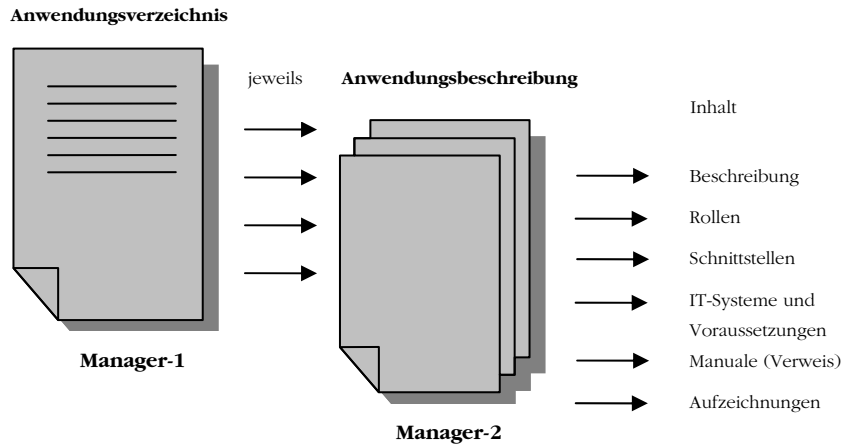 Anwendungsverzeichnis
jeweils
Anwendungsbeschreibung
Inhalt
Beschreibung
Rollen
Schnittstellen
IT-Systeme und
Voraussetzungen
Manuale (Verweis)
Aufzeichnungen
Manager-1
Manager-2